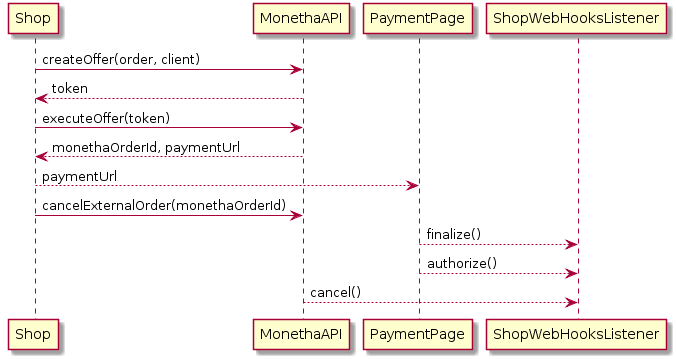 Shop MonethaAPI PaymentPage ShopWebHooksListener
createOffer(order, client)
token
executeOffer(token)
monethaOrderId, paymentUrl
paymentUrl
cancelExternalOrder(monethaOrderId)
finalize()
authorize()
cancel()
Shop MonethaAPI PaymentPage ShopWebHooksListener